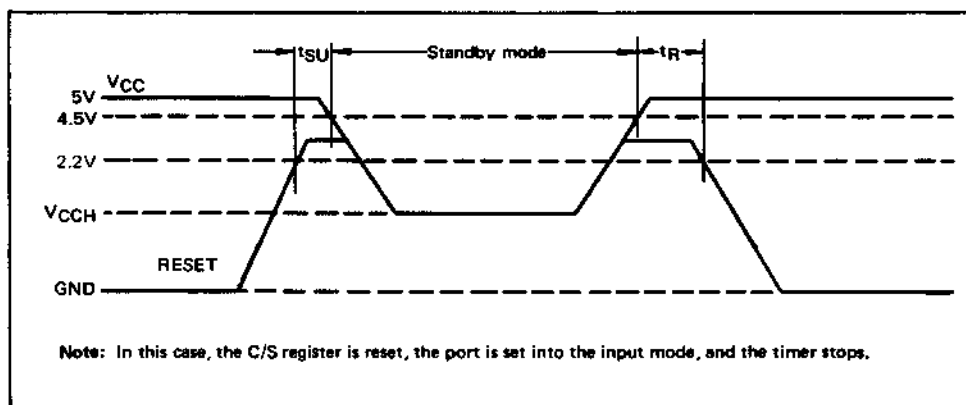 tSU Standby mode tR
VCC
5V
4.5V
2.2V
VCCH
RESET
GND
Note: In this case, the C/S register is reset, the port is set into the input mode, and the timer stops.